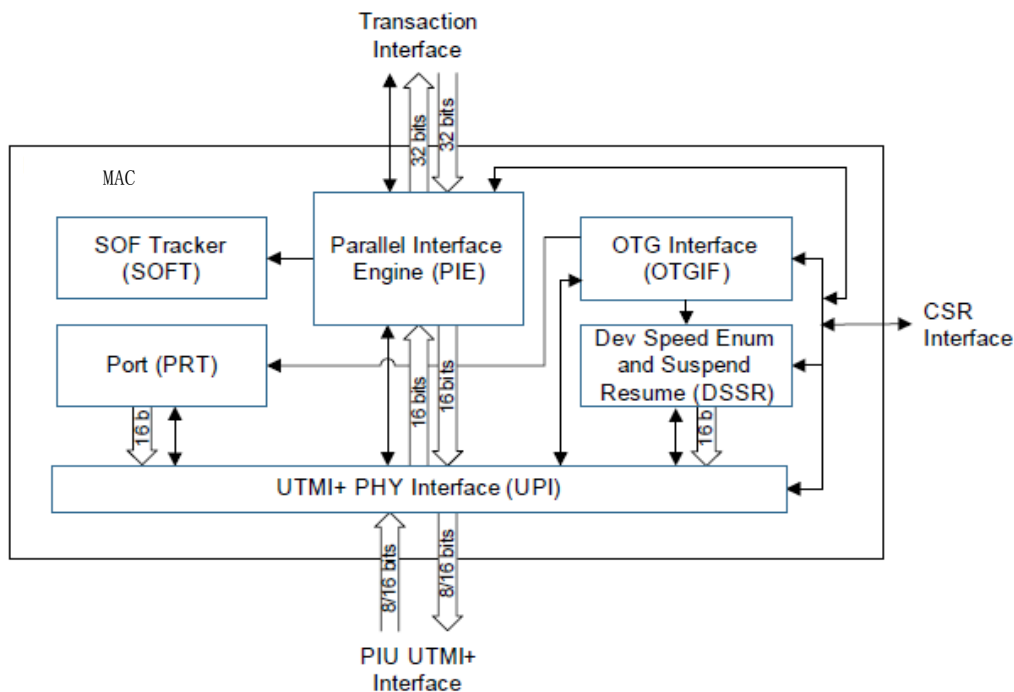 Transaction
Interface
32 bits
32 bits
MAC
SOF Tracker
(SOFT)
Parallel Interface
Engine (PIE)
OTG Interface
(OTGIF)
CSR
Interface
Port (PRT)
Dev Speed Enum
and Suspend
Resume (DSSR)
16 b
16 bits
16 bits
16 b
UTMI+ PHY Interface (UPI)
8/16 bits
8/16 bits
PIU UTMI+
Interface